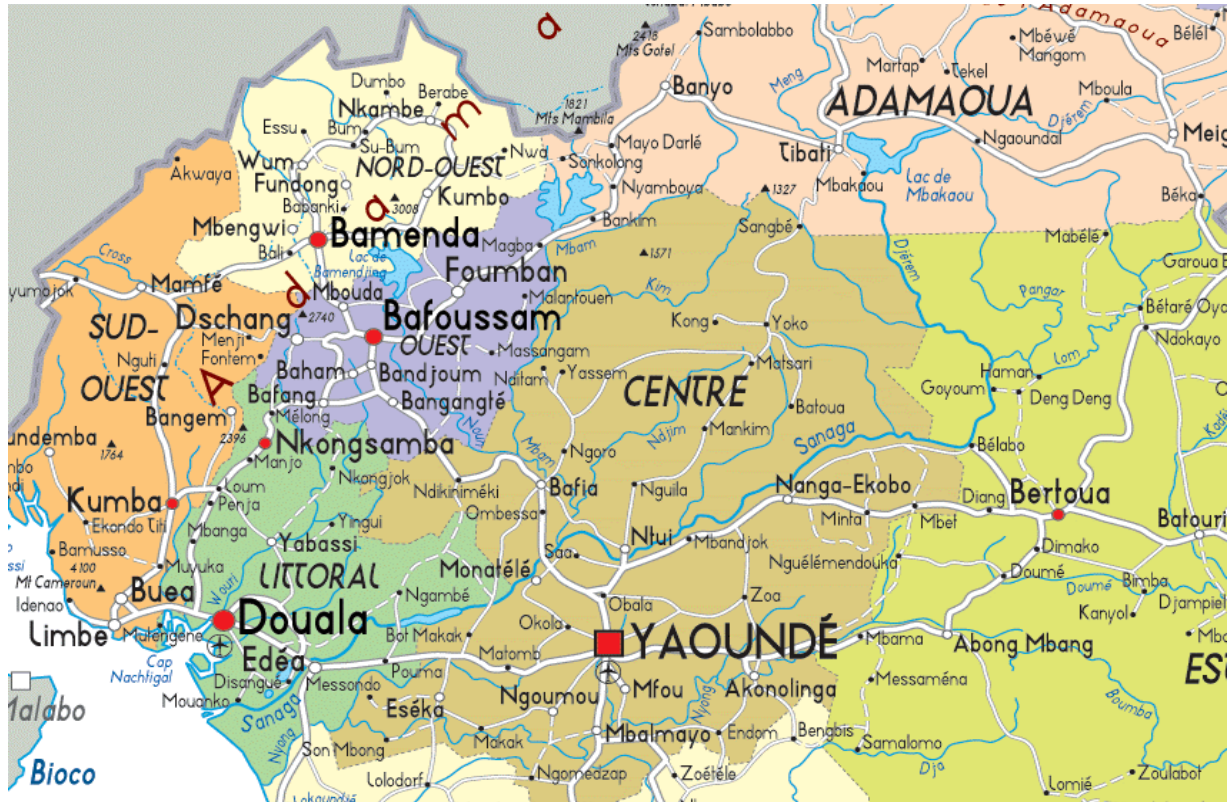 2418
Mts Gotel
Sambolabbo
l'Adamaoua
Bélél
Mbéwé
Mangom
Martap
Tekel
Meng
Banyo
ADAMAOUA
Mboula
Djérem
Dumbo
Berabe
Nkambe
1821
Mts Mambila
Essu
Bum
Su-Bum
Mayo Darlé
Tibati
Ngaoundal
Meig
Akwaya
Wum
NORD-OUEST
Nwa
Sonkolong
Mbakaou
Lac de
Mbakaou
Fundong
Kumbo
Nyamboya
1327
Béka
Babanki
3008
Mbengwi
Bamenda
Bankim
Sangbé
Bali
Magba
Mbam
Mabélé
Lac de
Bamendjing
1571
Djérem
Garoua B
Cross
Foumban
Kim
yumojok
Mamfé
Mbouda
Malantouen
Pangar
Bétaré Oya
A d a m a
a
SUD-
OUEST
Dschang
2740
Bafoussam
OUEST
Kong
Yoko
Ndokayo
Menji
Fontem
Nguti
Massangam
Matsari
Lom
Baham
Bandjoum
Naitam
Yassem
CENTRE
Haman
Goyoum
Deng Deng
Bafang
Bangangté
Batoua
Bangem
Mélong
2396
Noun
Mbam
Ndjim
Mankim
Sanaga
Kadé
undemba
1764
Nkongsamba
Ngoro
Bélabo
Manjo
Nkongjok
Ndikiniméki
Bafia
Nguila
Nanga-Ekobo
Diang
Bertoua
Kumba
Loum
Penja
Ombessa
Minta
Mbet
Ekondo Titi
Mbanga
Yingui
Ntui
Mbandjok
Batouri
Bamusso
Yabassi
Saa
Nguélémendouka
Dimako
4100
Mt Cameroun
Muyuka
LITTORAL
Monatélé
Doumé
Doumé
Bimba
Idenao
Buea
Wouri
Ngambé
Obala
Zoa
Kanyol
Djampiel
Limbe
Mutengene
Douala
Bot Makak
Okola
YAOUNDÉ
Mbama
Abong Mbang
Cap
Nachtigal
Edéa
Pouma
Matomb
EST
Disangué
Messondo
Ngoumou
Mfou
Akonolinga
Messaména
Malabo
Mouanko
Sanaga
Eséka
Nyong
Boumba
Nyong
Son Mbong
Makak
Mbalmayo
Endom
Bengbis
Samalomo
Bioco
Lolodorf
Ngomedzap
Zoétélé
Dja
Zoulabot
Lokoundjé
Lomié